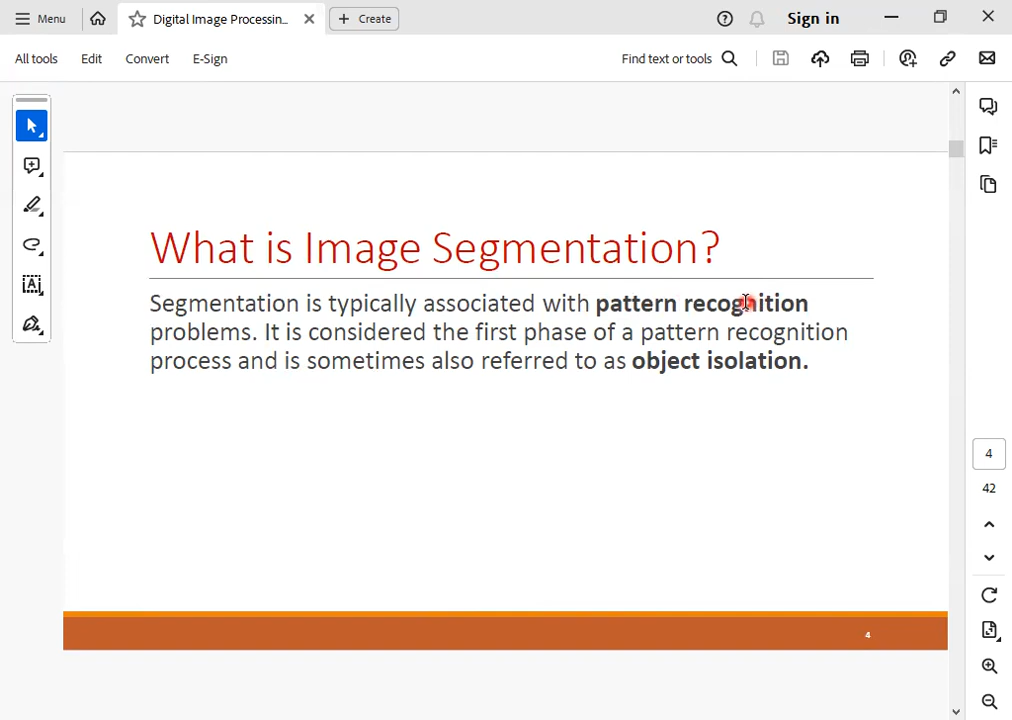 Menu
Digital Image Processin...
Create
Sign in
All tools
Edit
Convert
E-Sign
Find text or tools
What is Image Segmentation?
Segmentation is typically associated with pattern recognition
problems. It is considered the first phase of a pattern recognition
process and is sometimes also referred to as object isolation.
4
42
4